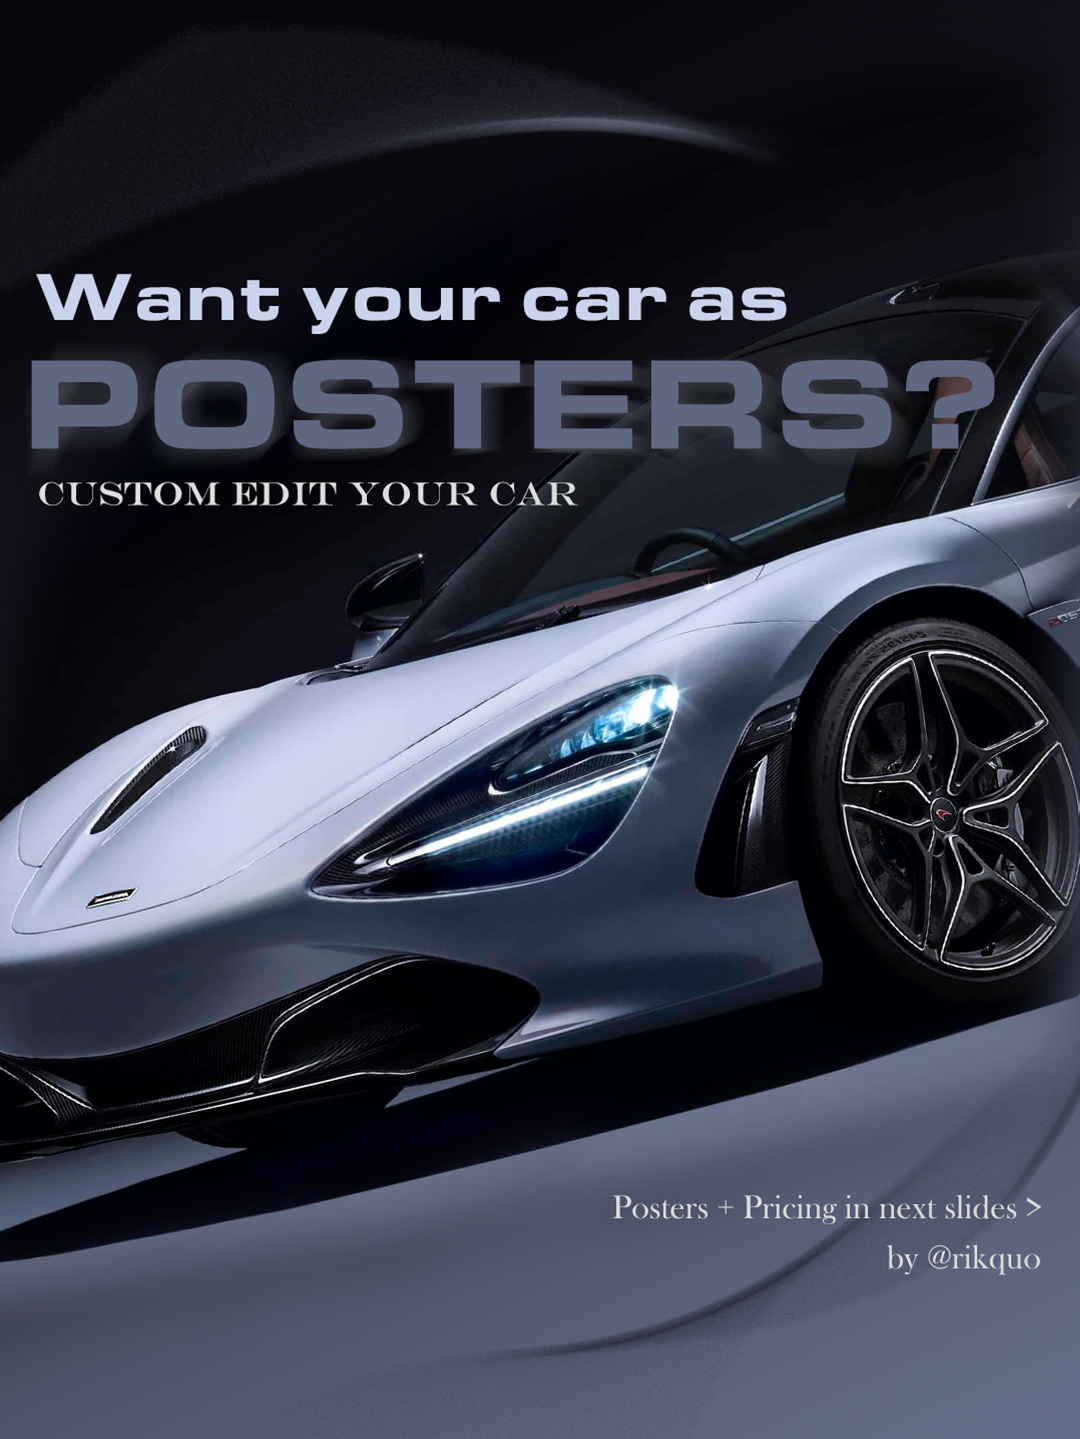 Want your car as
POSTERS?
CUSTOM EDIT YOUR CAR
Posters + Pricing in next slides >
by @rikquo